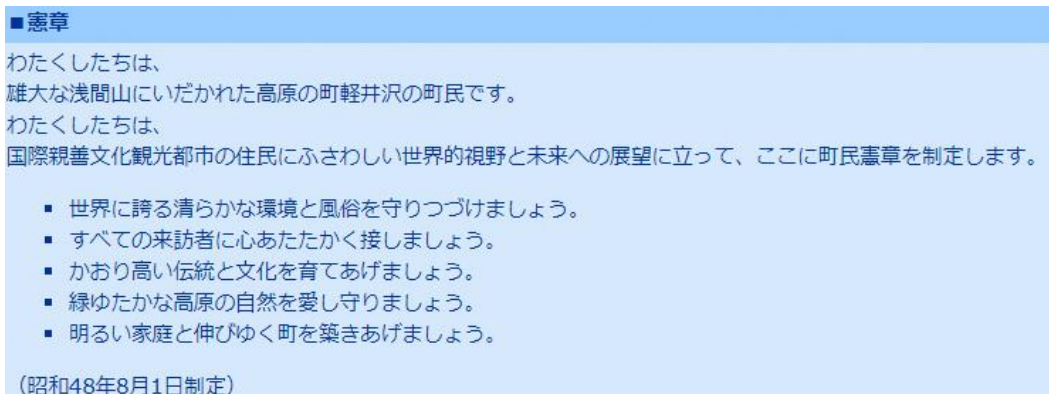 ■憲章
わたくしたちは、
雄大な浅間山にいだかれた高原の町軽井沢の町民です。
わたくしたちは、
国際親善文化観光都市の住民にふさわしい世界的視野と未来への展望に立って、ここに町民憲章を制定します。
▪ 世界に誇る清らかな環境と風俗を守りつづけましょう。
▪ すべての来訪者に心あたたかく接しましょう。
▪ かおり高い伝統と文化を育てあげましょう。
▪ 緑ゆたかな高原の自然を愛し守りましょう。
▪ 明るい家庭と伸びゆく町を築きあげましょう。
（昭和48年8月1日制定）